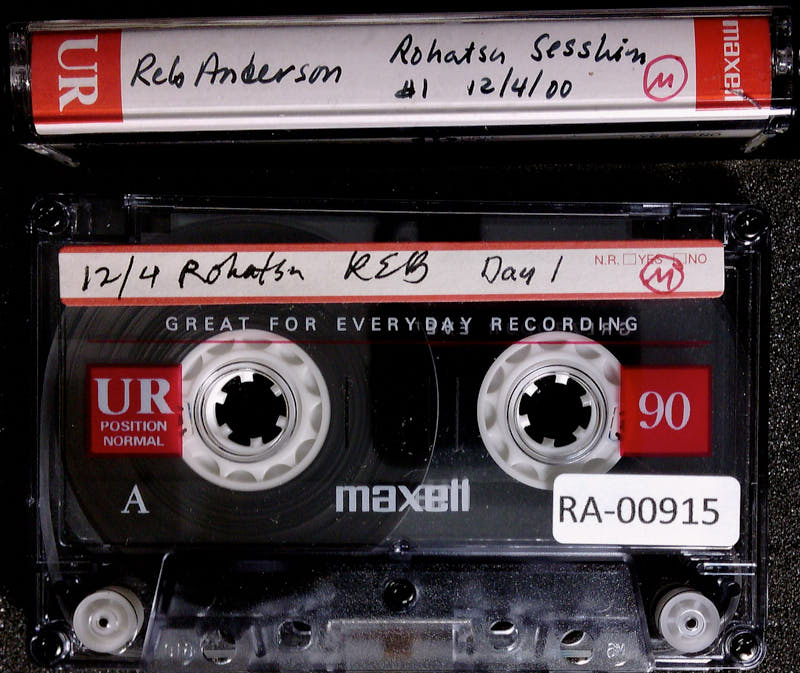 UR
Reb Anderson
Rohatsu Sesshin
#1 12/4/00
M
maxell
12/4 Rohatsu REB Day 1
N.R. YES NO
M
GREAT FOR EVERYDAY RECORDING
UR
POSITION
NORMAL
90
A
maxell
RA-00915